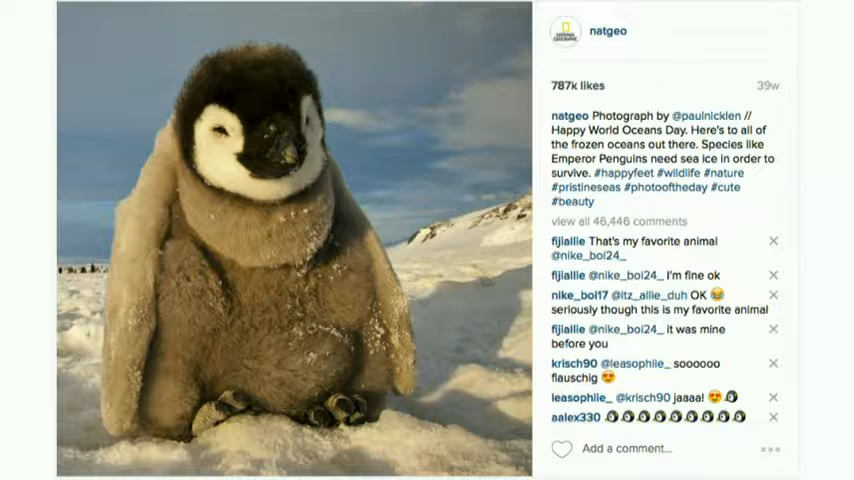 natgeo
787k likes
39w
natgeo Photograph by @paulnicklen //
Happy World Oceans Day. Here's to all of
the frozen oceans out there. Species like
Emperor Penguins need sea ice in order to
survive. #happyfeet #wildlife #nature
#pristineseas #photooftheday #cute
#beauty
view all 46,446 comments
fijiallie That's my favorite animal
@nike_boi24_
fijiallie @nike_boi24_ I'm fine ok
nike_boi17 @itz_allie_duh OK 😂
seriously though this is my favorite animal
fijiallie @nike_boi24_ it was mine
before you
krisch90 @leasophiie_ soooooo
flauschig 😍
leasophiie_ @krisch90 jaaaa! 😍🐧
aalex330 🐧🐧🐧🐧🐧🐧🐧🐧🐧
Add a comment...